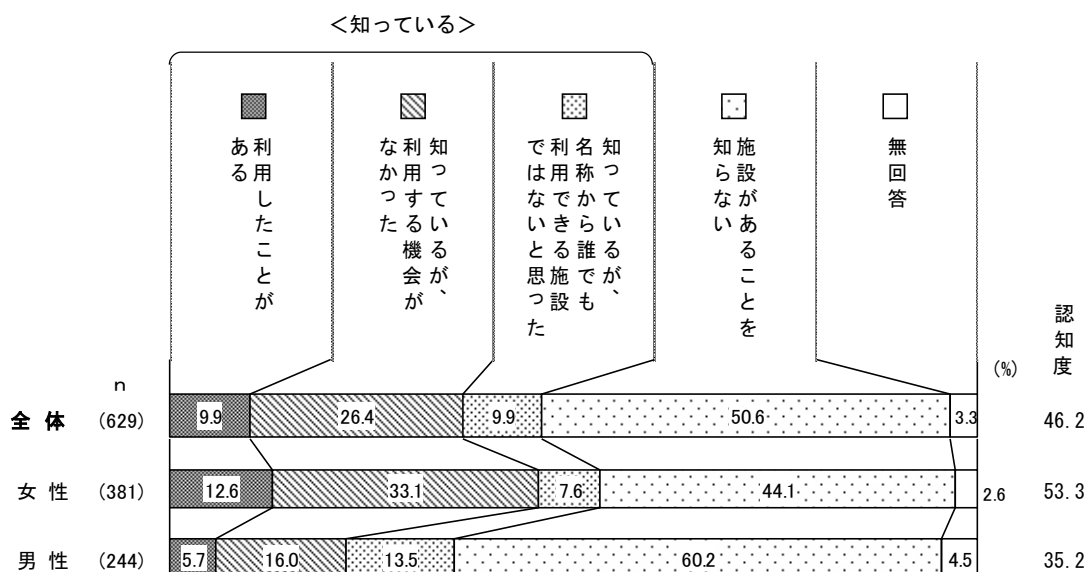 ＜知っている＞
利用したことが
ある
知っているが、
利用する機会が
なかった
知っているが、
名称から誰でも
利用できる施設
ではないと思った
施設があることを
知らない
無回答
認知度
(%)
n
全体 (629) 9.9 26.4 9.9 50.6 3.3 46.2
女性 (381) 12.6 33.1 7.6 44.1 2.6 53.3
男性 (244) 5.7 16.0 13.5 60.2 4.5 35.2